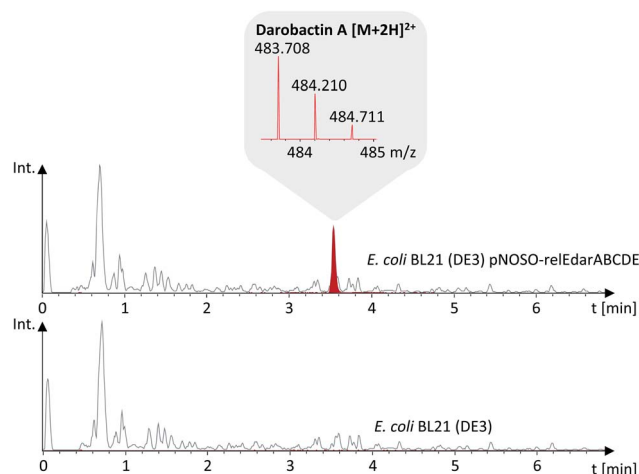 Darobactin A [M+2H]²⁺
483.708
484.210
484.711
484 485 m/z
Int.
E. coli BL21 (DE3) pNOSO-relEdarABCDE
0 1 2 3 4 5 6 t [min]
Int.
E. coli BL21 (DE3)
0 1 2 3 4 5 6 t [min]